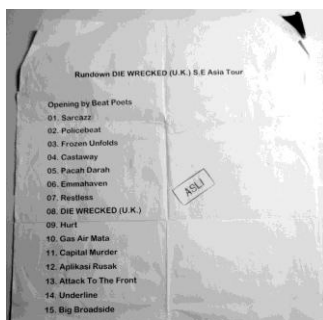 Rundown DIE WRECKED (U.K.) S.E Asia Tour
Opening by Beat Poets
01. Sarcazz
02. Policebeat
03. Frozen Unfolds
04. Castaway
05. Pacah Darah
06. Emmahaven
07. Restless
08. DIE WRECKED (U.K.)
09. Hurt
10. Gas Air Mata
11. Capital Murder
12. Aplikasi Rusak
13. Attack To The Front
14. Underline
15. Big Broadside
ASLI